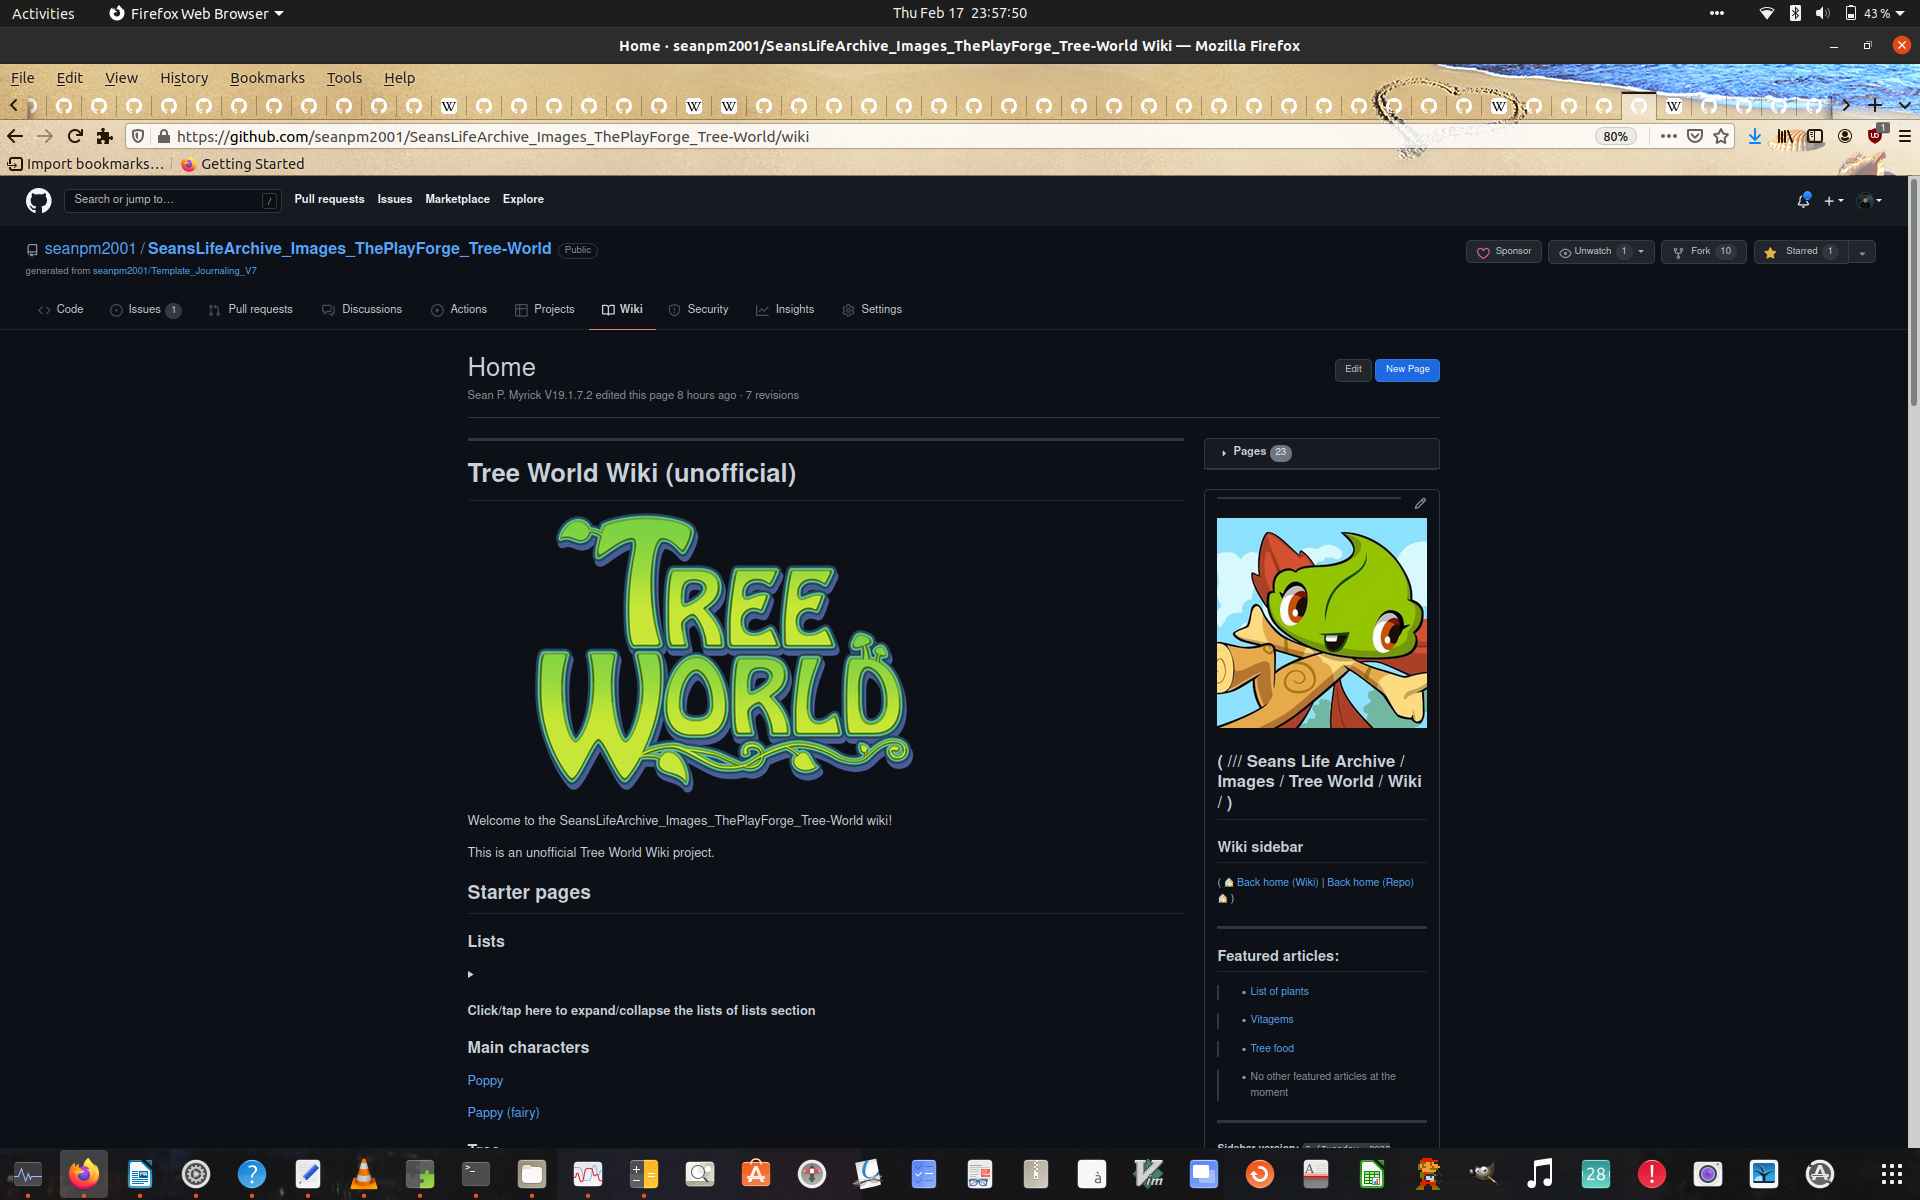 Activities
Firefox Web Browser
Thu Feb 17 23:57:50
43 %
Home · seanpm2001/SeansLifeArchive_Images_ThePlayForge_Tree-World Wiki — Mozilla Firefox
File Edit View History Bookmarks Tools Help
https://github.com/seanpm2001/SeansLifeArchive_Images_ThePlayForge_Tree-World/wiki
80%
1
Import bookmarks…
Getting Started
Search or jump to…
/
Pull requests Issues Marketplace Explore
seanpm2001 / SeansLifeArchive_Images_ThePlayForge_Tree-World Public
generated from seanpm2001/Template_Journaling_V7
Sponsor
Unwatch 1
Fork 10
Starred 1
Code
Issues 1
Pull requests
Discussions
Actions
Projects
Wiki
Security
Insights
Settings
Home
Edit
New Page
Sean P. Myrick V19.1.7.2 edited this page 8 hours ago · 7 revisions
Tree World Wiki (unofficial)
TREE
WORLD
Welcome to the SeansLifeArchive_Images_ThePlayForge_Tree-World wiki!
This is an unofficial Tree World Wiki project.
Starter pages
Lists
Click/tap here to expand/collapse the lists of lists section
Main characters
Poppy
Pappy (fairy)
Pages 23
( /// Seans Life Archive /
Images / Tree World / Wiki
/ )
Wiki sidebar
( 🏠 Back home (Wiki) | Back home (Repo)
🏠 )
Featured articles:
• List of plants
• Vitagems
• Tree food
• No other featured articles at the
moment
28